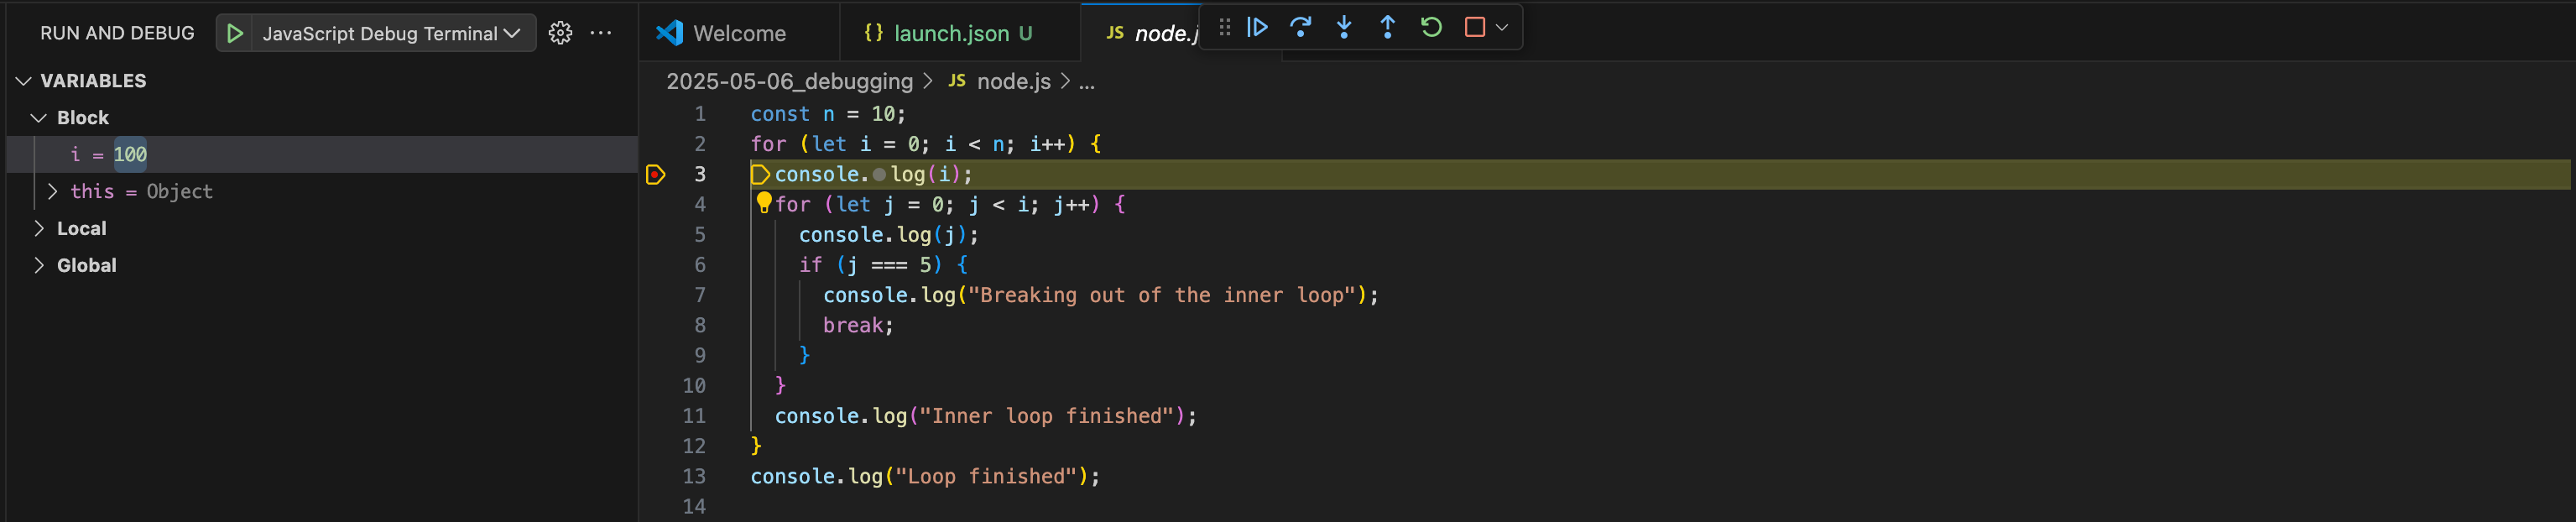 RUN AND DEBUG JavaScript Debug Terminal
VARIABLES
Block
i = 100
this = Object
Local
Global
Welcome {} launch.json U JS node.j
2025-05-06_debugging > JS node.js > ...
1 const n = 10;
2 for (let i = 0; i < n; i++) {
3 console.log(i);
4 for (let j = 0; j < i; j++) {
5 console.log(j);
6 if (j === 5) {
7 console.log("Breaking out of the inner loop");
8 break;
9 }
10 }
11 console.log("Inner loop finished");
12 }
13 console.log("Loop finished");
14